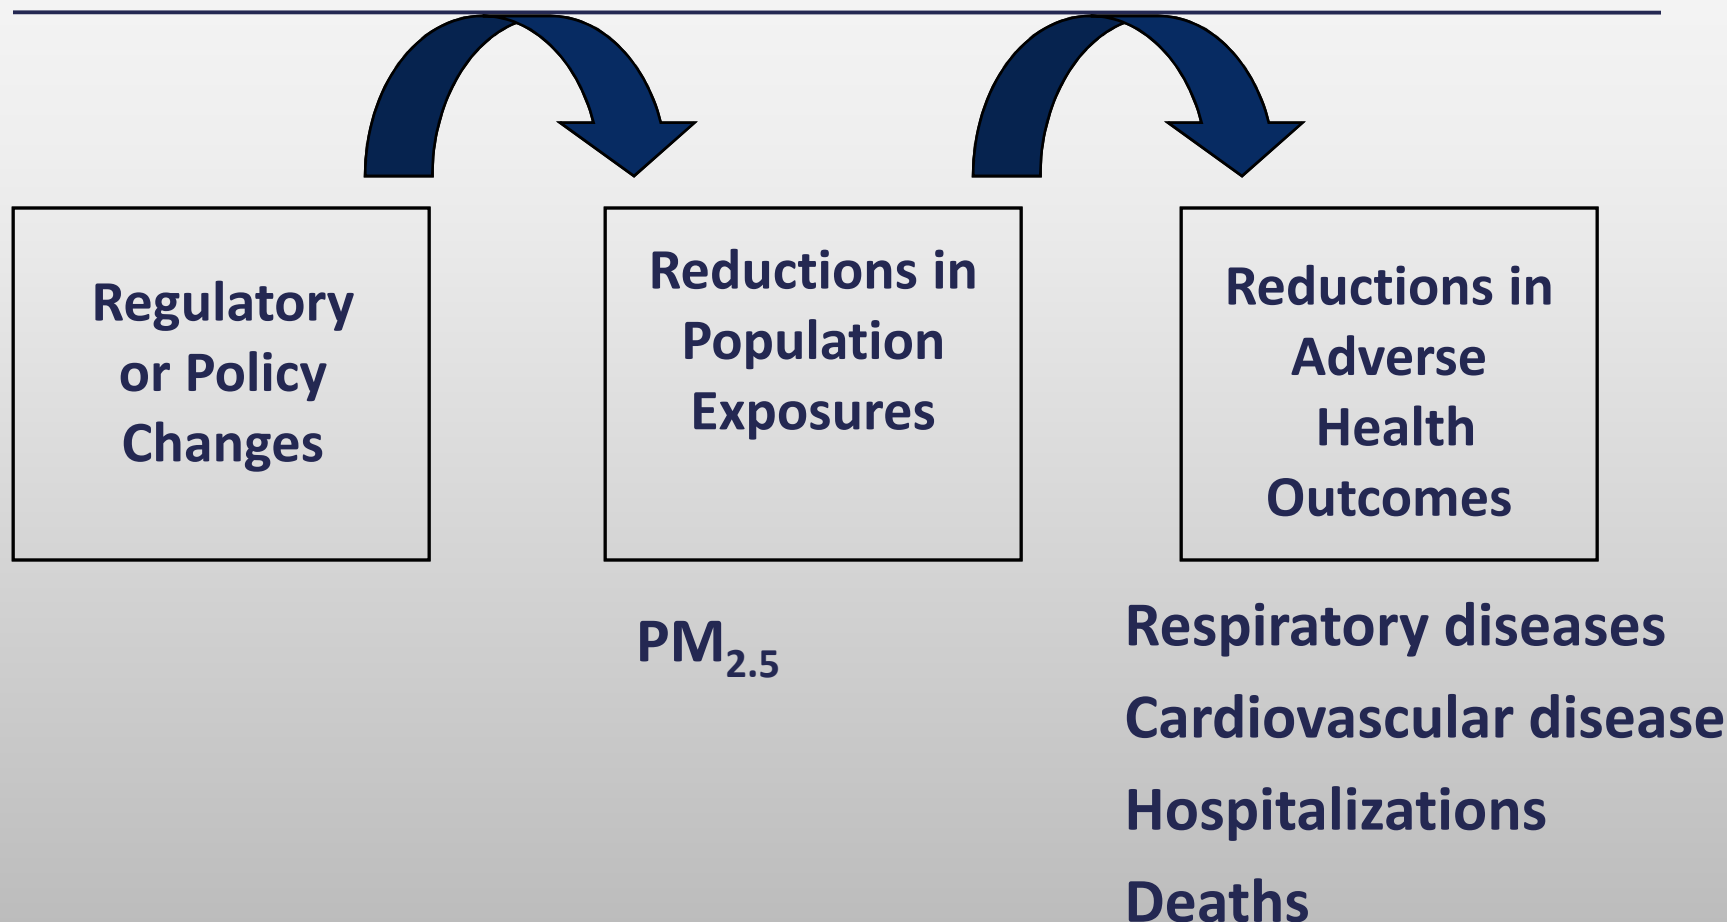 Regulatory
or Policy
Changes
Reductions in
Population
Exposures
Reductions in
Adverse
Health
Outcomes
PM2.5
Respiratory diseases
Cardiovascular disease
Hospitalizations
Deaths